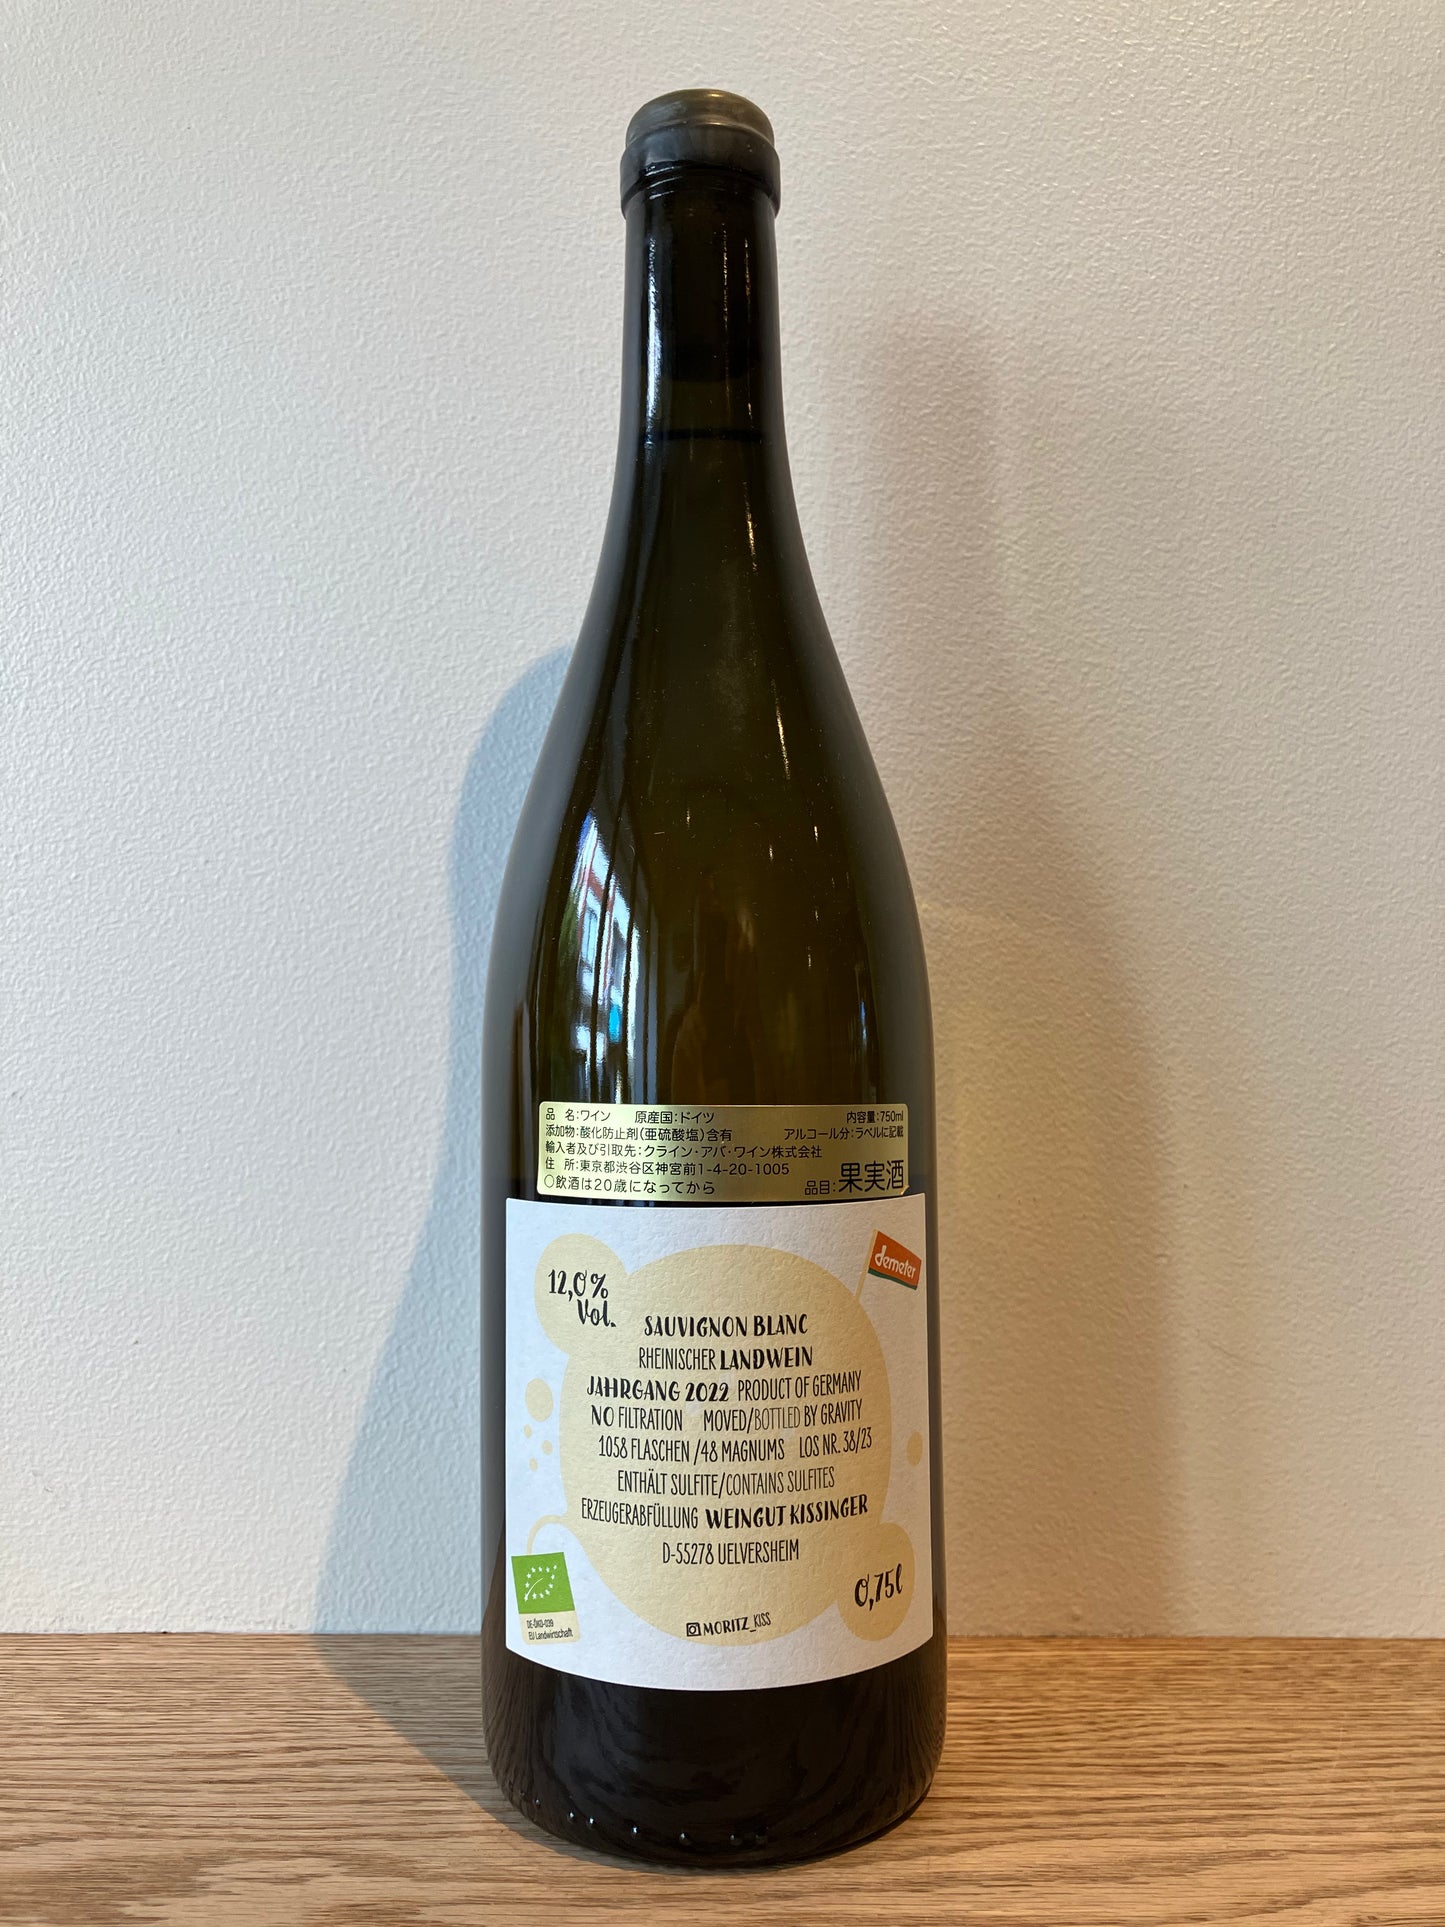 品 名:ワイン 原産国:ドイツ 内容量:750ml
添加物:酸化防止剤(亜硫酸塩)含有 アルコール分:ラベルに記載
輸入者及び引取先:クライン・アパ・ワイン株式会社
住 所:東京都渋谷区神宮前1-4-20-1005
○飲酒は20歳になってから 品目:果実酒
demeter
12,0%
Vol.
SAUVIGNON BLANC
RHEINISCHER LANDWEIN
JAHRGANG 2022 PRODUCT OF GERMANY
NO FILTRATION MOVED/BOTTLED BY GRAVITY
1058 FLASCHEN /48 MAGNUMS LOS NR. 38/23
ENTHÄLT SULFITE/CONTAINS SULFITES
ERZEUGERABFÜLLUNG WEINGUT KISSINGER
D-55278 UELVERSHEIM
0,75l
DE-ÖKO-039
EU Landwirtschaft
MORITZ_KISS